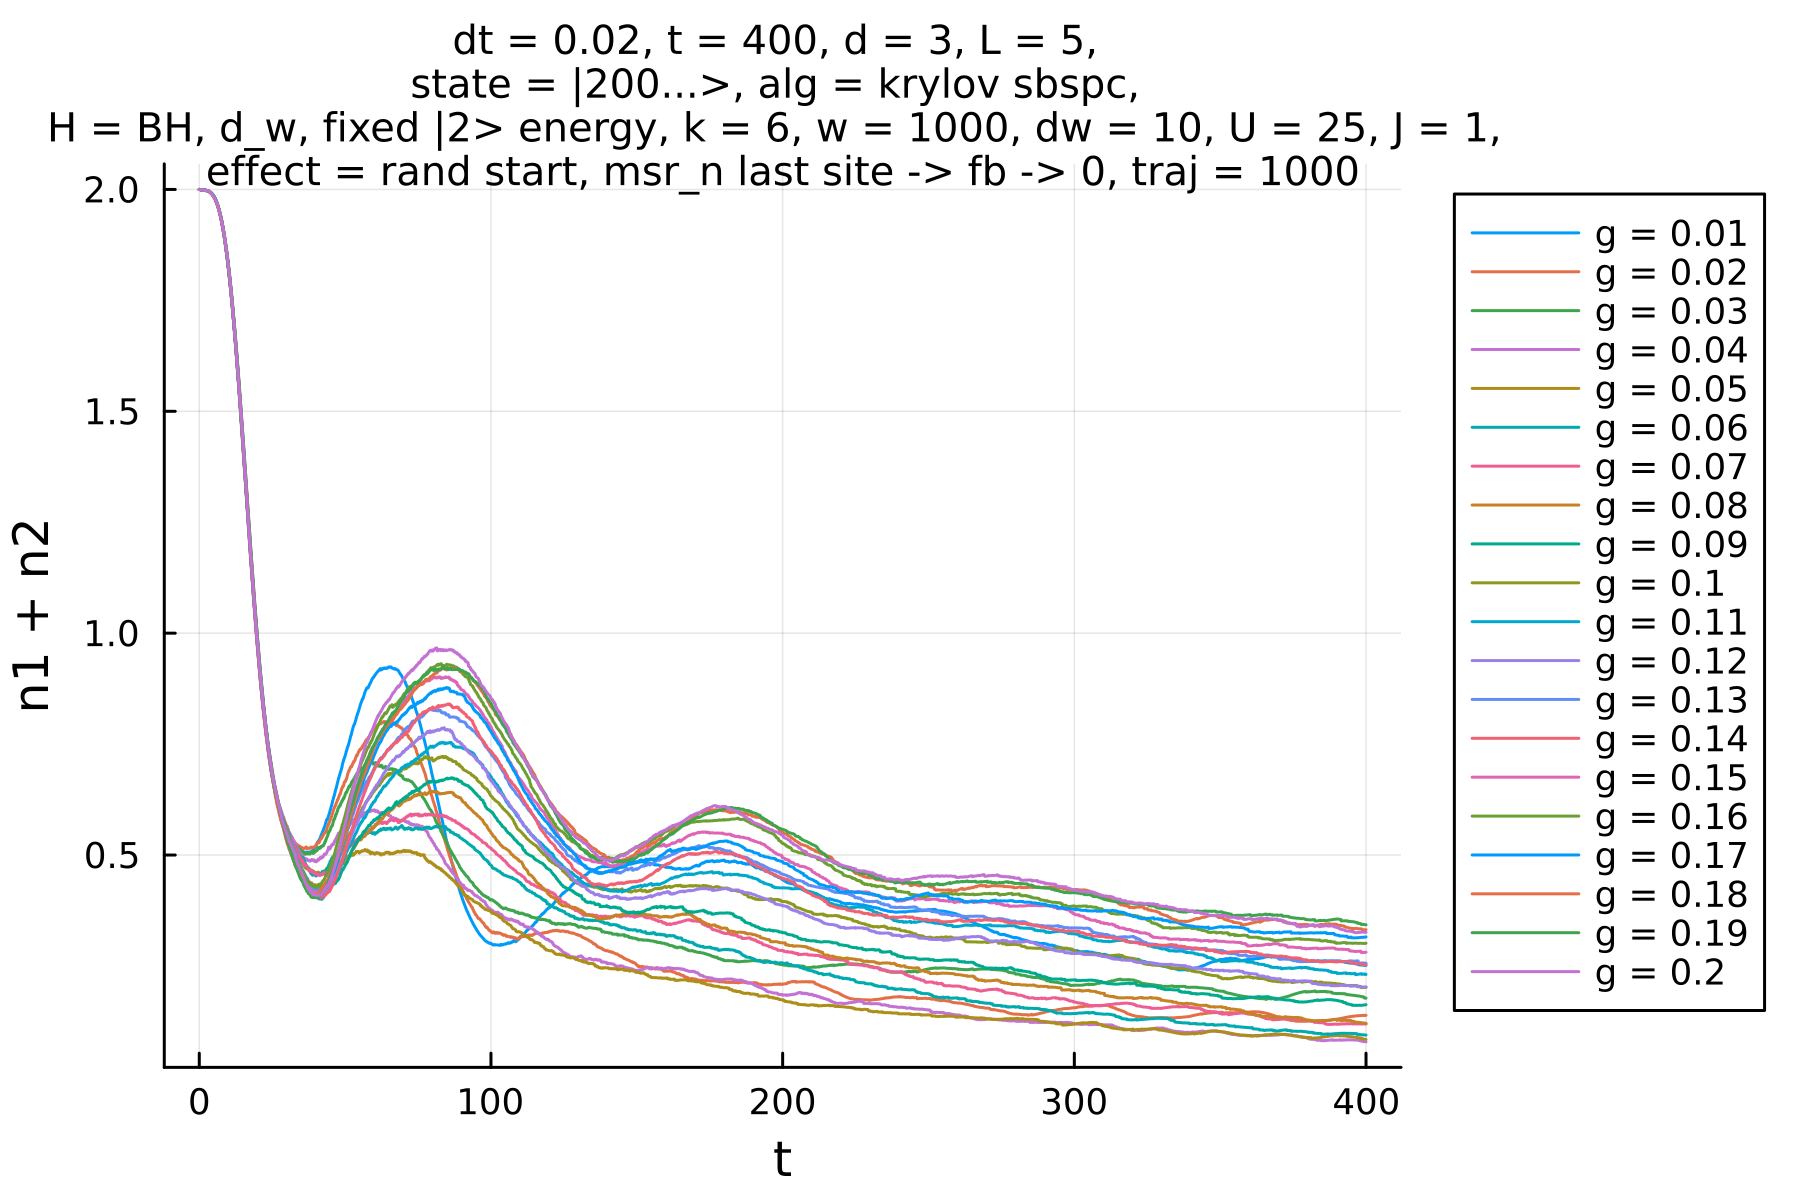 dt = 0.02, t = 400, d = 3, L = 5,
state = |200...>, alg = krylov sbspc,
H = BH, d_w, fixed |2> energy, k = 6, w = 1000, dw = 10, U = 25, J = 1,
effect = rand start, msr_n last site -> fb -> 0, traj = 1000
n1 + n2
2.0
1.5
1.0
0.5
0
100
200
300
400
t
g = 0.01
g = 0.02
g = 0.03
g = 0.04
g = 0.05
g = 0.06
g = 0.07
g = 0.08
g = 0.09
g = 0.1
g = 0.11
g = 0.12
g = 0.13
g = 0.14
g = 0.15
g = 0.16
g = 0.17
g = 0.18
g = 0.19
g = 0.2